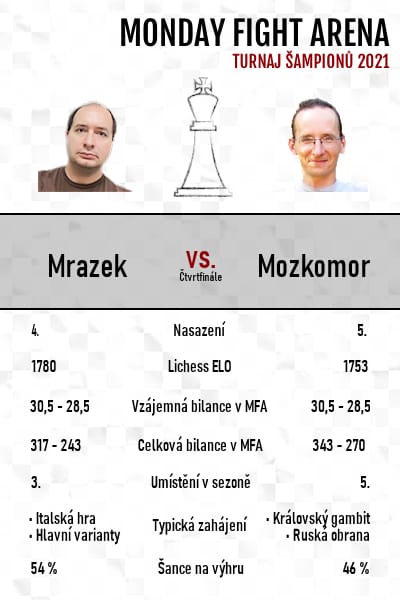 MONDAY FIGHT ARENA
TURNAJ ŠAMPIONŮ 2021
Mrazek VS. Mozkomor
Čtvrtfinále
4. Nasazení 5.
1780 Lichess ELO 1753
30,5 - 28,5 Vzájemná bilance v MFA 30,5 - 28,5
317 - 243 Celková bilance v MFA 343 - 270
3. Umístění v sezoně 5.
• Italská hra • Královský gambit
Typická zahájení
• Hlavní varianty • Ruská obrana
54 % Šance na výhru 46 %